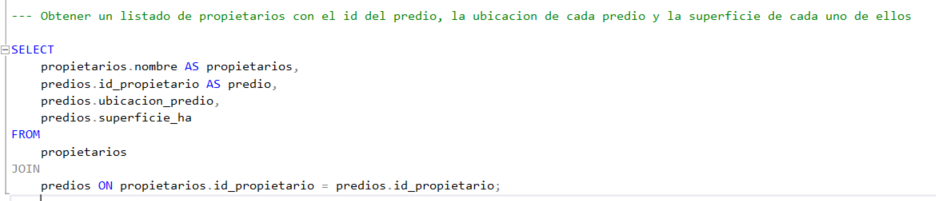 --- Obtener un listado de propietarios con el id del predio, la ubicacion de cada predio y la superficie de cada uno de ellos
SELECT
propietarios.nombre AS propietarios,
predios.id_propietario AS predio,
predios.ubicacion_predio,
predios.superficie_ha
FROM
propietarios
JOIN
predios ON propietarios.id_propietario = predios.id_propietario;